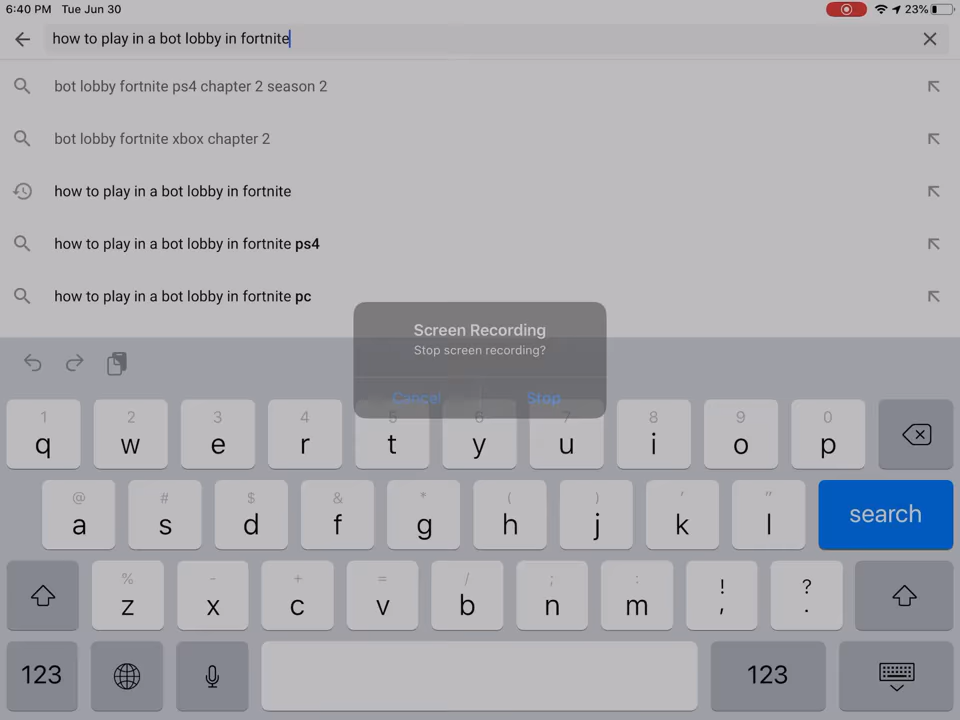 6:40 PM Tue Jun 30 23%
how to play in a bot lobby in fortnite
bot lobby fortnite ps4 chapter 2 season 2
bot lobby fortnite xbox chapter 2
how to play in a bot lobby in fortnite
how to play in a bot lobby in fortnite ps4
how to play in a bot lobby in fortnite pc
Screen Recording
Stop screen recording?
Cancel Stop
1 2 3 4 5 6 7 8 9 0
q w e r t y u i o p
@ # $ & * ( ) ' "
a s d f g h j k l search
% - + = / ; : ! ?
z x c v b n m , .
123 123